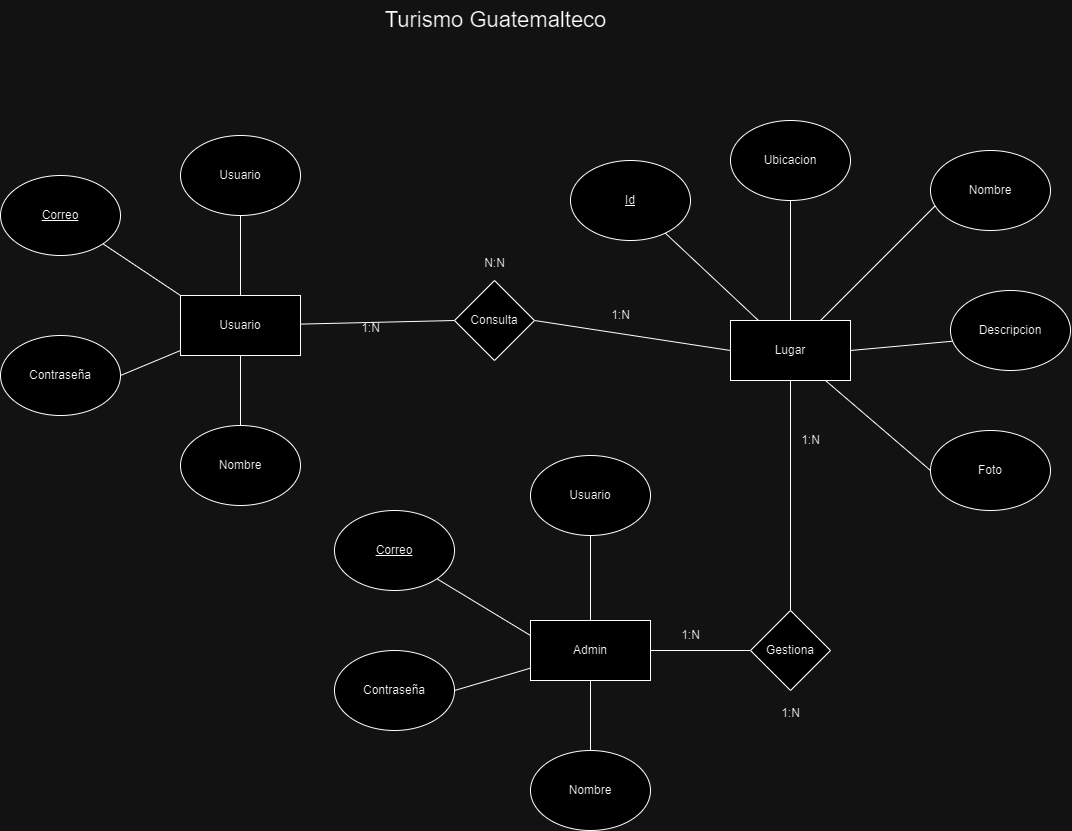 Turismo Guatemalteco
Usuario
Correo
Usuario
Contraseña
Nombre
N:N
Consulta
1:N
1:N
Id
Ubicacion
Nombre
Descripcion
Lugar
Foto
1:N
Usuario
Correo
Admin
Contraseña
Nombre
1:N
Gestiona
1:N